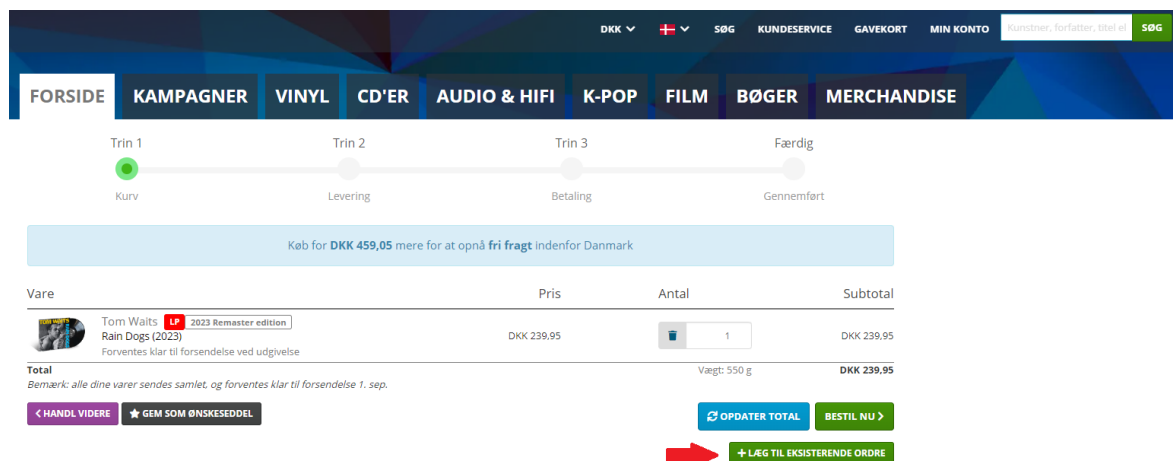 DKK SØG KUNDESERVICE GAVEKORT MIN KONTO Kunstner, forfatter, titel el SØG
FORSIDE KAMPAGNER VINYL CD'ER AUDIO & HIFI K-POP FILM BØGER MERCHANDISE
Trin 1 Trin 2 Trin 3 Færdig
Kurv Levering Betaling Gennemført
Køb for DKK 459,05 mere for at opnå fri fragt indenfor Danmark
Vare Pris Antal Subtotal
Tom Waits LP 2023 Remaster edition
Rain Dogs (2023) DKK 239,95 1 DKK 239,95
Forventes klar til forsendelse ved udgivelse
Total Vægt: 550 g DKK 239,95
Bemærk: alle dine varer sendes samlet, og forventes klar til forsendelse 1. sep.
HANDL VIDERE GEM SOM ØNSKESEDDEL OPDATER TOTAL BESTIL NU
+ LÆG TIL EKSISTERENDE ORDRE